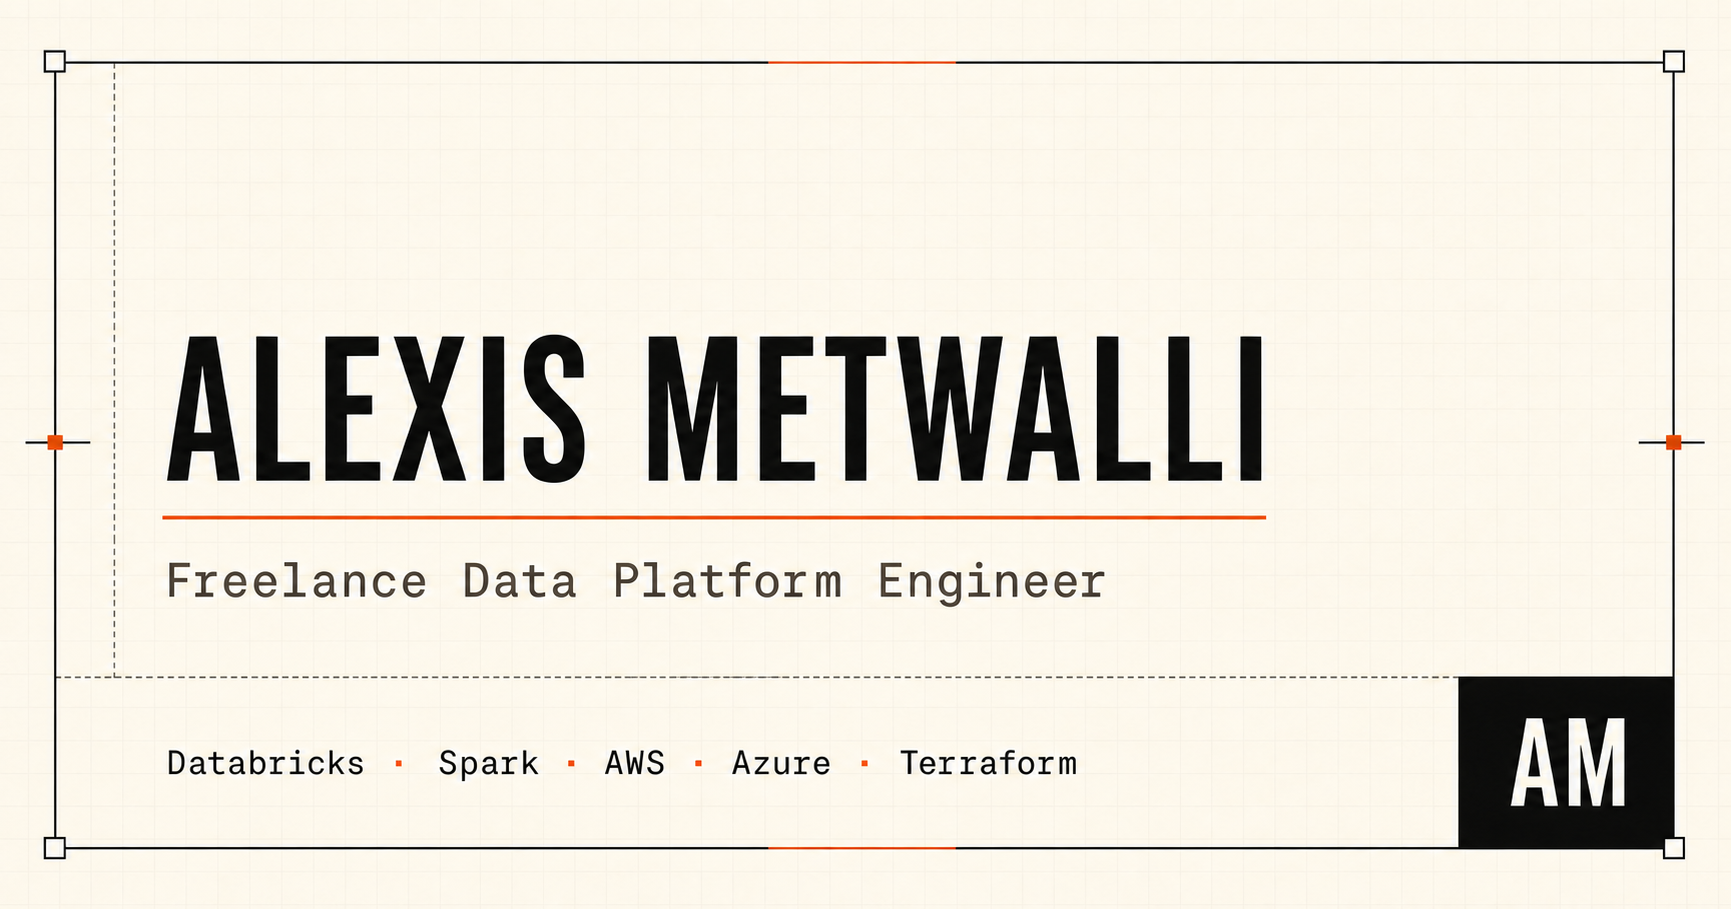 ALEXIS METWALLI
Freelance Data Platform Engineer
Databricks · Spark · AWS · Azure · Terraform
AM